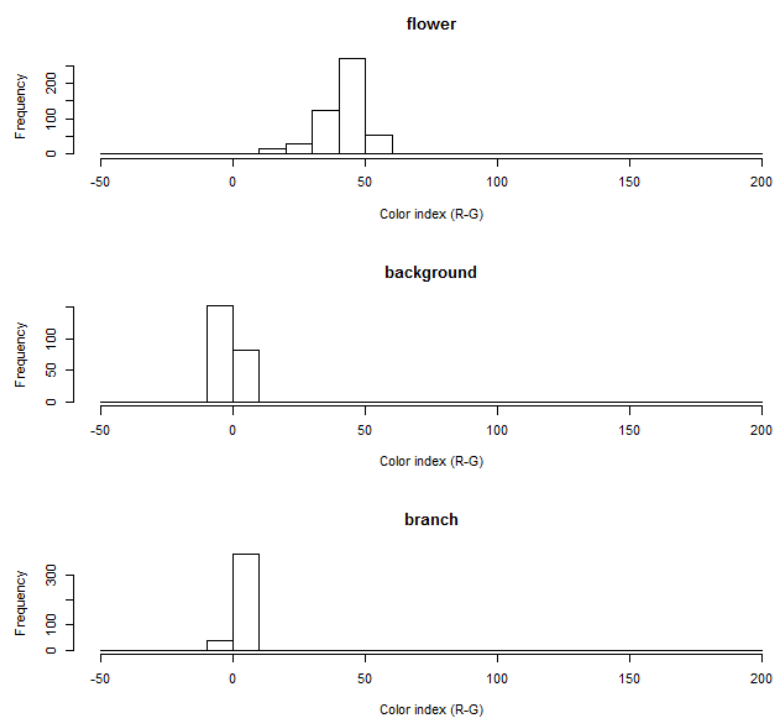 flower
Frequency
200
100
0
-50 0 50 100 150 200
Color index (R-G)
background
Frequency
100
50
0
-50 0 50 100 150 200
Color index (R-G)
branch
Frequency
300
100
0
-50 0 50 100 150 200
Color index (R-G)